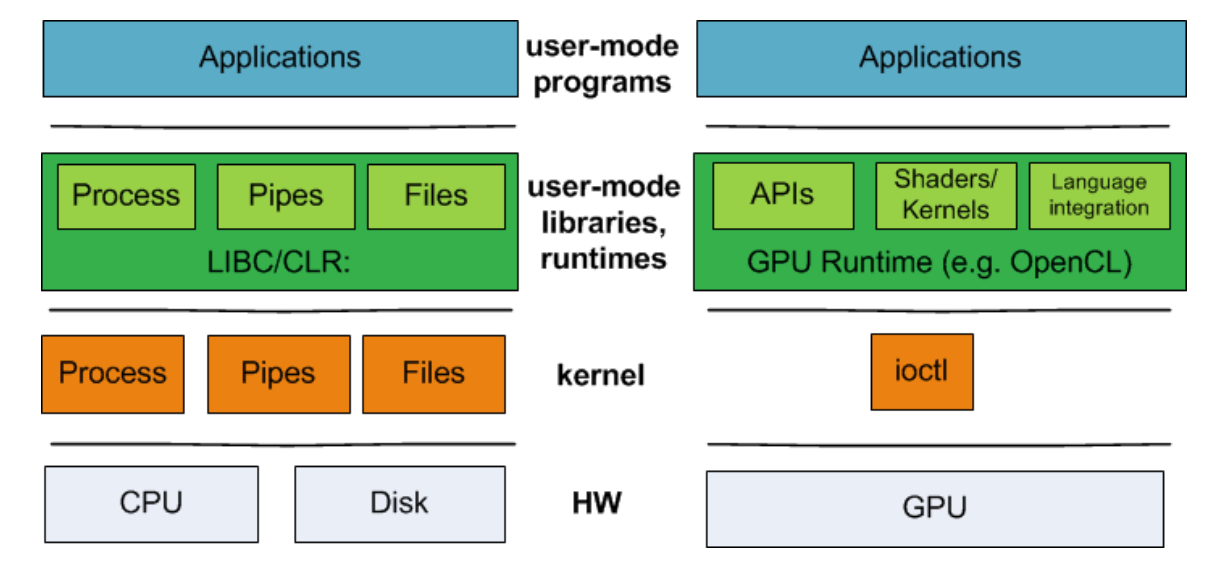 Applications
user-mode
programs
Applications
Process
Pipes
Files
LIBC/CLR:
user-mode
libraries,
runtimes
APIs
Shaders/
Kernels
Language
integration
GPU Runtime (e.g. OpenCL)
Process
Pipes
Files
kernel
ioctl
CPU
Disk
HW
GPU